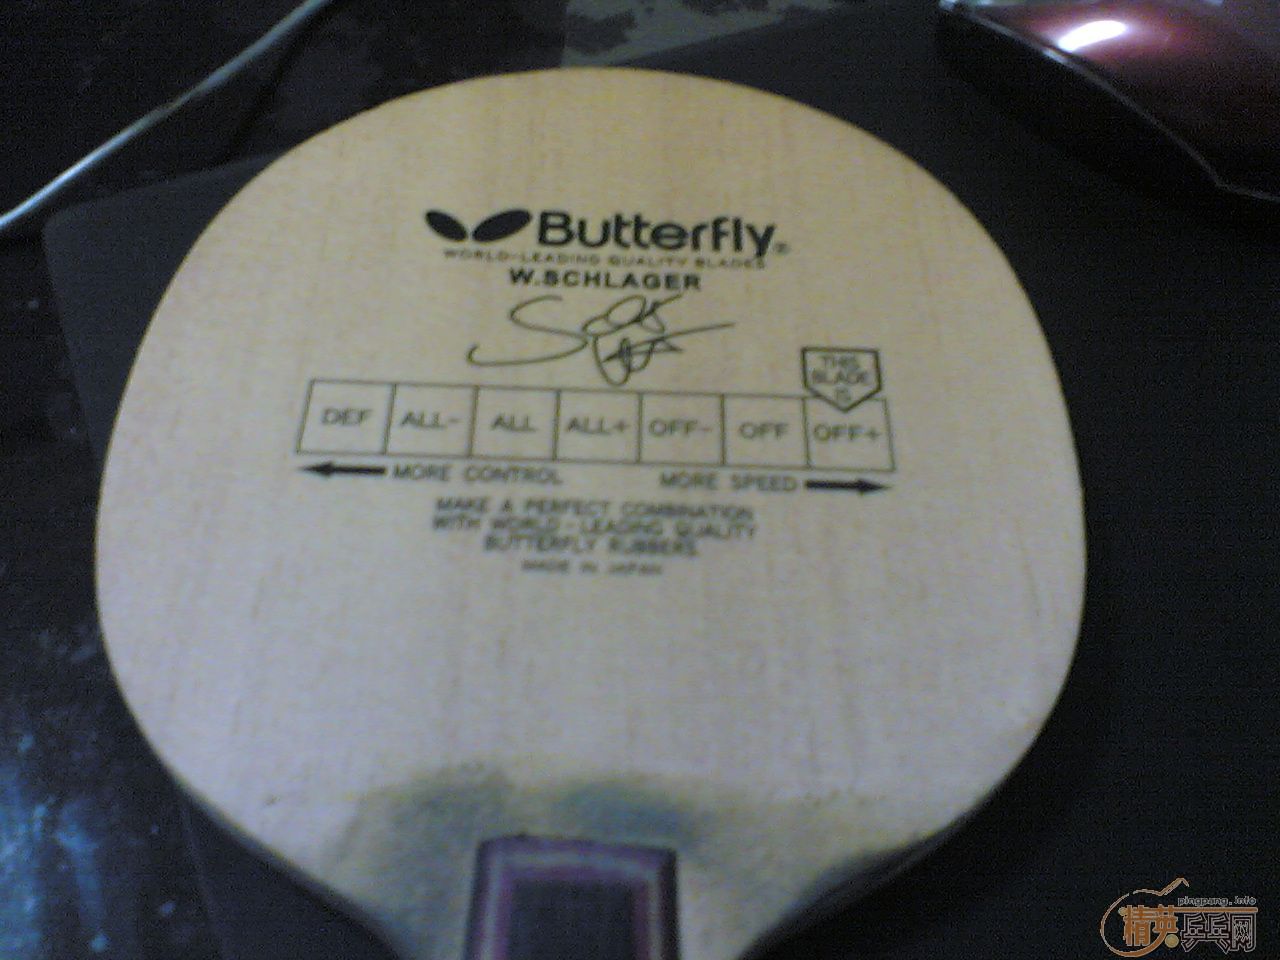 Butterfly®
WORLD-LEADING QUALITY BLADES
W.SCHLAGER
THIS
BLADE
IS
DEF ALL- ALL ALL+ OFF- OFF OFF+
MORE CONTROL MORE SPEED
MAKE A PERFECT COMBINATION
WITH WORLD-LEADING QUALITY
BUTTERFLY RUBBERS
MADE IN JAPAN
pingpang.info
精英乒乓网